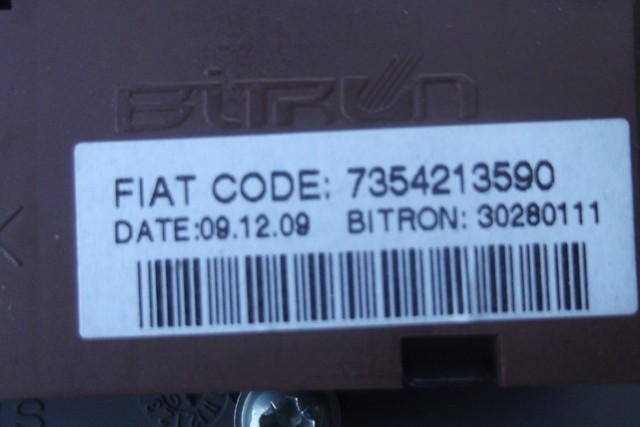 BITRON
FIAT CODE: 7354213590
DATE:09.12.09 BITRON: 30280111